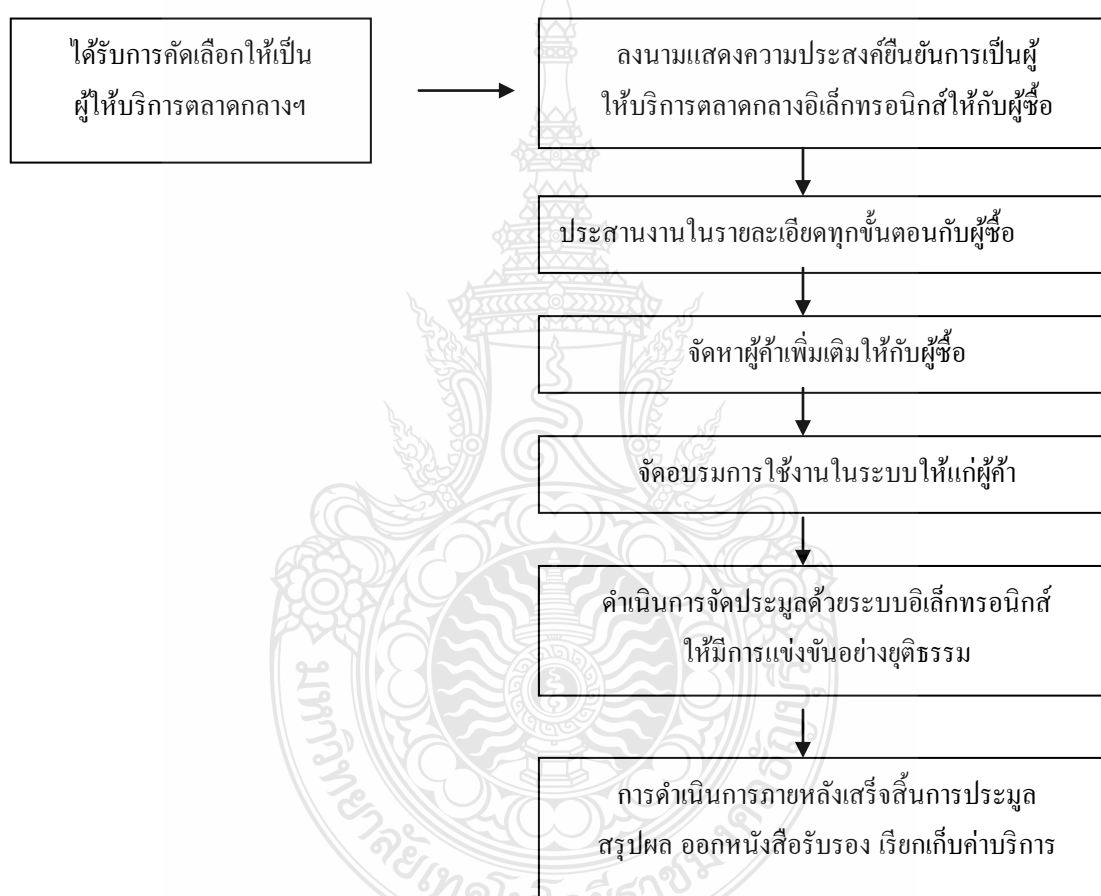 ได้รับการคัดเลือกให้เป็น
ผู้ให้บริการตลาดกลางฯ
ลงนามแสดงความประสงค์ยืนยันการเป็นผู้
ให้บริการตลาดกลางอิเล็กทรอนิกส์ให้กับผู้ซื้อ
ประสานงานในรายละเอียดทุกขั้นตอนกับผู้ซื้อ
จัดหาผู้ค้าเพิ่มเติมให้กับผู้ซื้อ
จัดอบรมการใช้งานในระบบให้แก่ผู้ค้า
ดำเนินการจัดประมูลด้วยระบบอิเล็กทรอนิกส์
ให้มีการแข่งขันอย่างยุติธรรม
การดำเนินการภายหลังเสร็จสิ้นการประมูล
สรุปผล ออกหนังสือรับรอง เรียกเก็บค่าบริการ